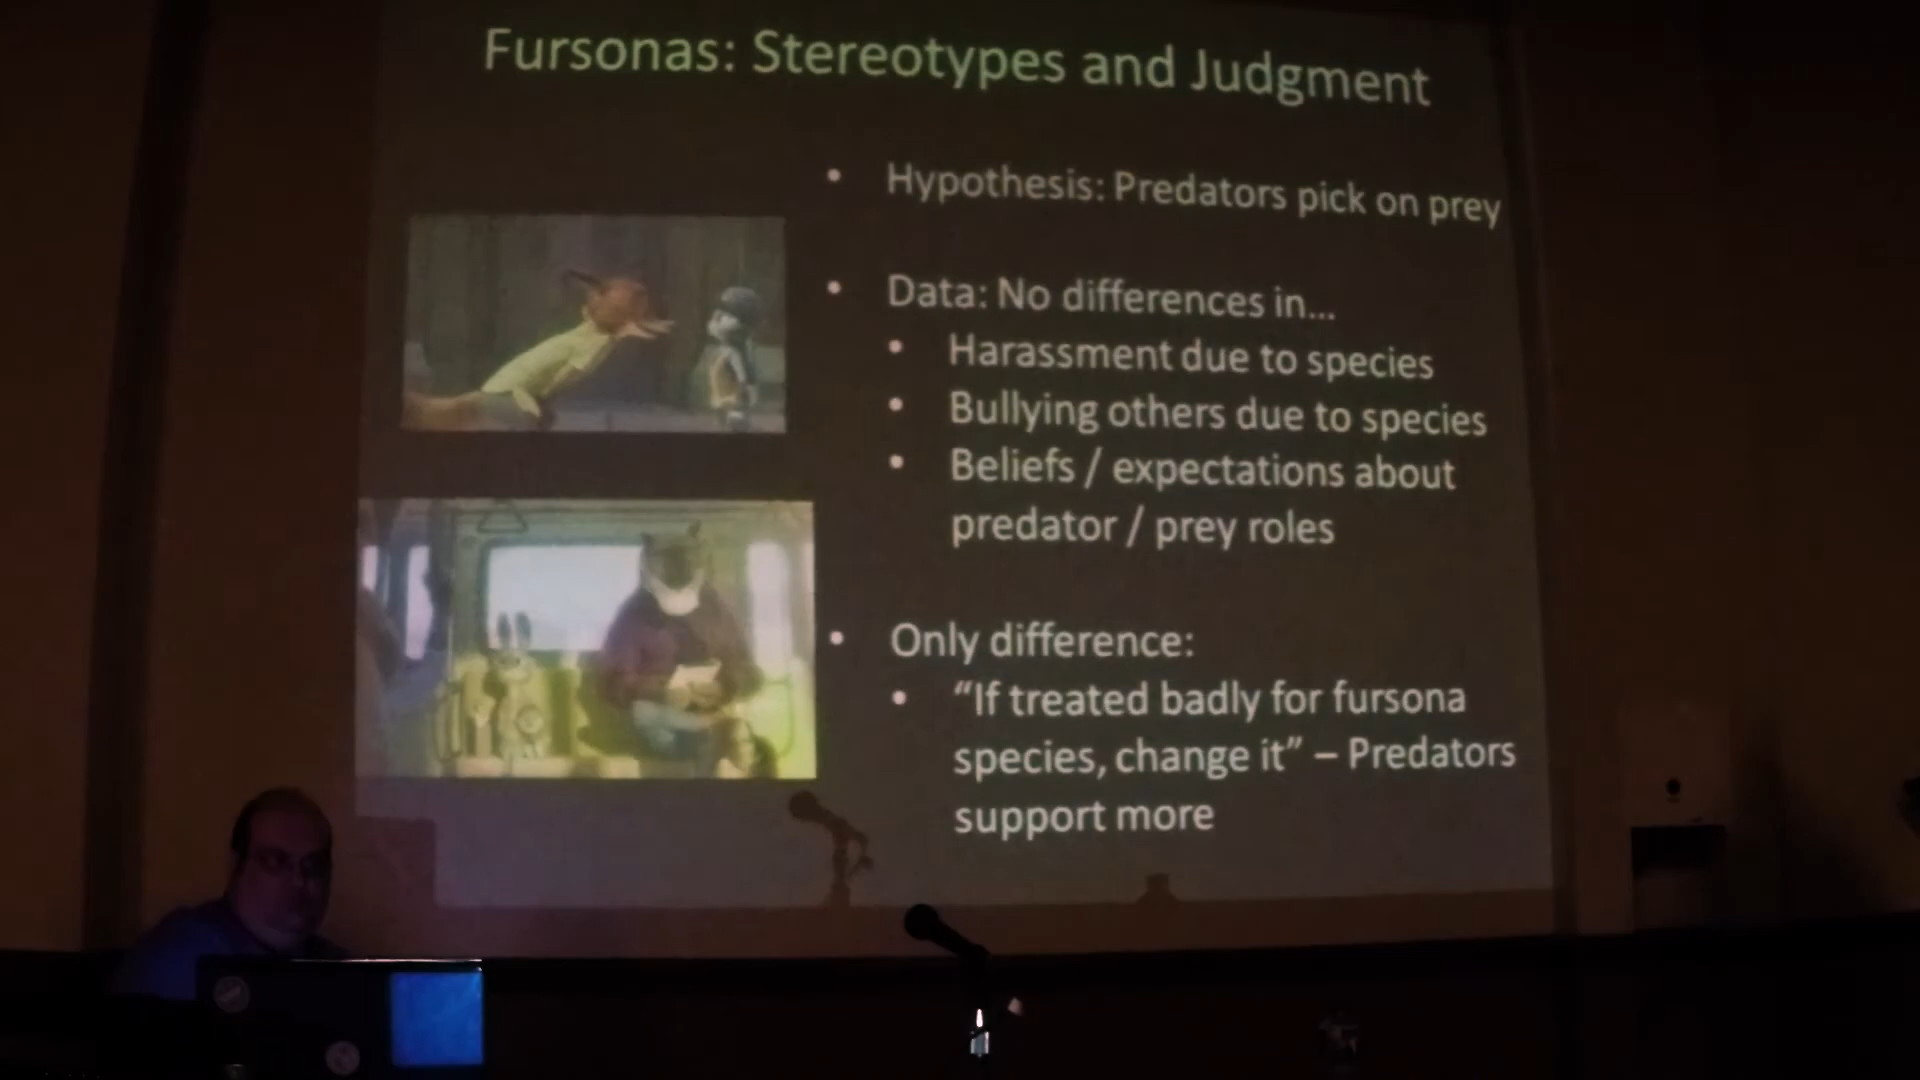 Fursonas: Stereotypes and Judgment
• Hypothesis: Predators pick on prey
• Data: No differences in...
• Harassment due to species
• Bullying others due to species
• Beliefs / expectations about
predator / prey roles
• Only difference:
• “If treated badly for fursona
species, change it” – Predators
support more